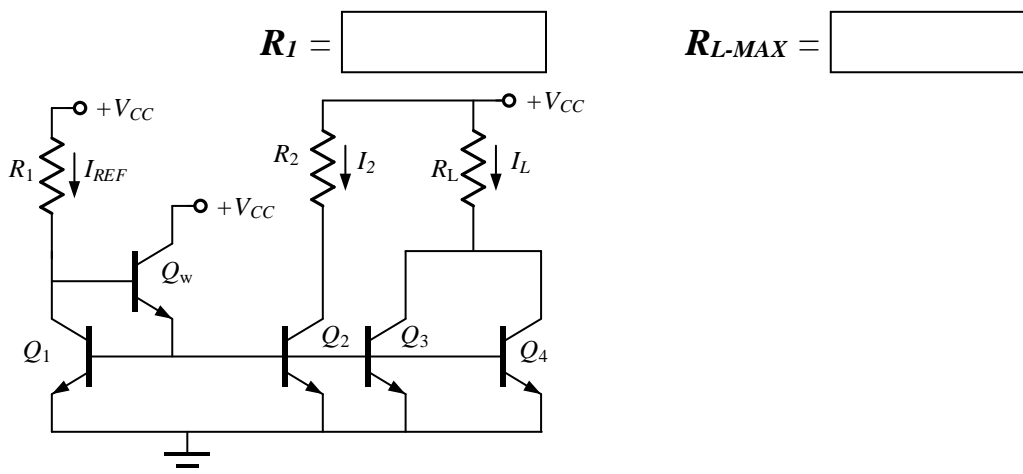 R1 = RL-MAX =
+VCC +VCC
R1 IREF R2 I2 RL IL
+VCC
Qw
Q1 Q2 Q3 Q4